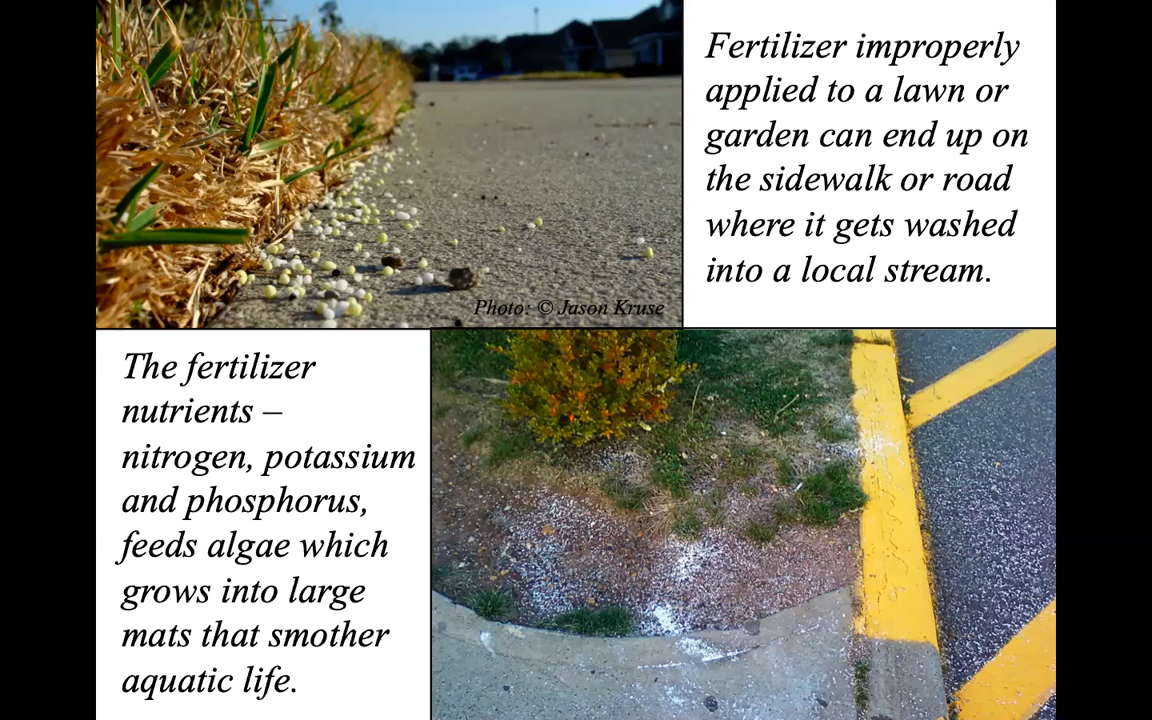 Fertilizer improperly
applied to a lawn or
garden can end up on
the sidewalk or road
where it gets washed
into a local stream.
Photo: © Jason Kruse
The fertilizer
nutrients –
nitrogen, potassium
and phosphorus,
feeds algae which
grows into large
mats that smother
aquatic life.